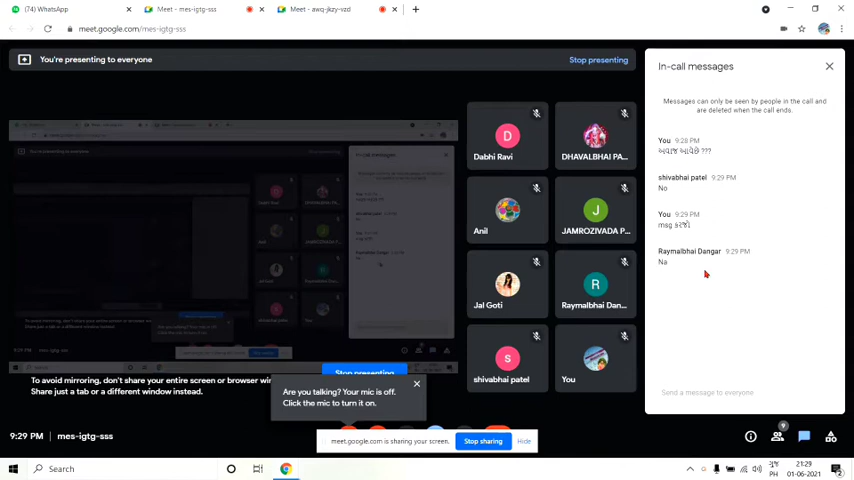 (74) WhatsApp
Meet - mes-igtg-sss
Meet - awq-jkzy-vzd
meet.google.com/mes-igtg-sss
You're presenting to everyone
Stop presenting
In-call messages
Messages can only be seen by people in the call and
are deleted when the call ends.
You 9:28 PM
અવાજ આવેછે ???
shivabhai patel 9:29 PM
No
You 9:29 PM
msg કરજો
Raymalbhai Dangar 9:29 PM
Na
Send a message to everyone
Dabhi Ravi
DHAVALBHAI PA...
Anil
JAMROZIVADA P...
Jal Goti
Raymalbhai Dan...
shivabhai patel
You
D
J
R
S
To avoid mirroring, don't share your entire screen or browser win
Share just a tab or a different window instead.
Stop presenting
Are you talking? Your mic is off.
Click the mic to turn it on.
9:29 PM
mes-igtg-sss
meet.google.com is sharing your screen.
Stop sharing
Hide
9
Search
PH
21:29
01-06-2021
2